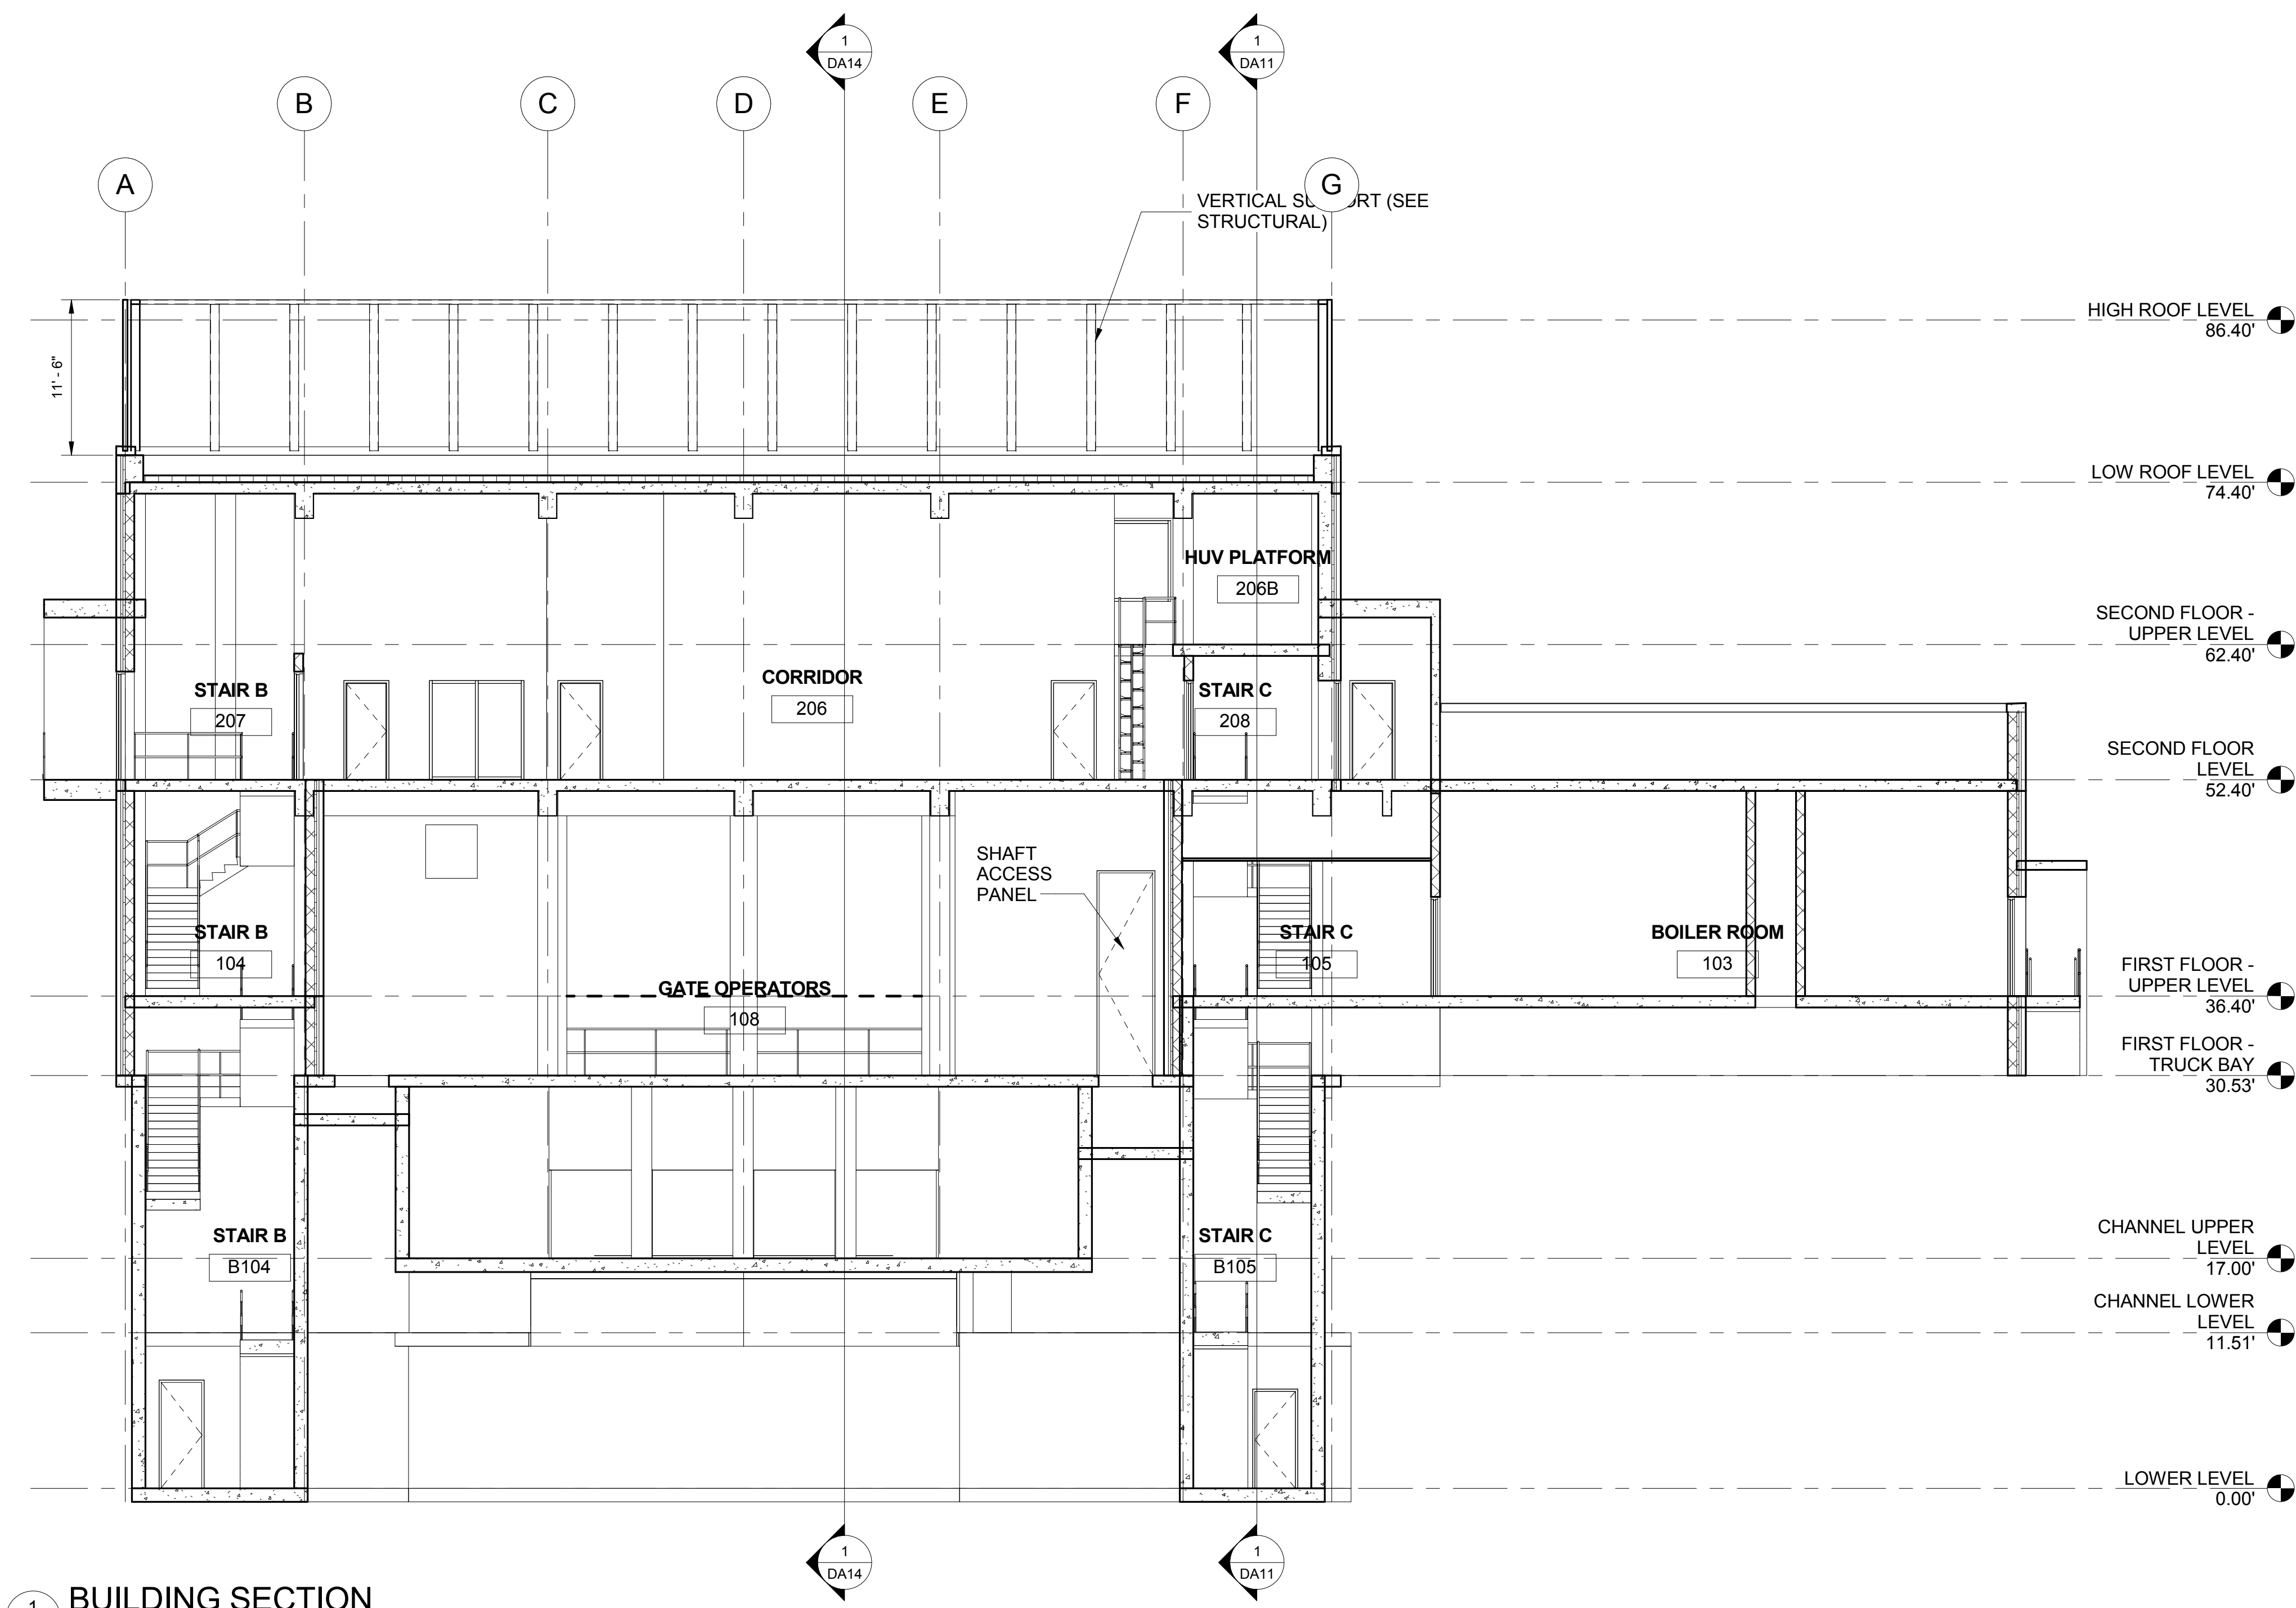 1
DA14
1
DA11
B
C
D
E
F
A
G
VERTICAL SUPPORT (SEE
STRUCTURAL)
HIGH ROOF LEVEL
86.40'
11' - 6"
LOW ROOF LEVEL
74.40'
HUV PLATFORM
206B
SECOND FLOOR -
UPPER LEVEL
62.40'
STAIR B
207
CORRIDOR
206
STAIR C
208
SECOND FLOOR
LEVEL
52.40'
SHAFT
ACCESS
PANEL
STAIR B
104
STAIR C
105
BOILER ROOM
103
GATE OPERATORS
108
FIRST FLOOR -
UPPER LEVEL
36.40'
FIRST FLOOR -
TRUCK BAY
30.53'
STAIR B
B104
STAIR C
B105
CHANNEL UPPER
LEVEL
17.00'
CHANNEL LOWER
LEVEL
11.51'
LOWER LEVEL
0.00'
1
DA14
1
DA11
1
BUILDING SECTION